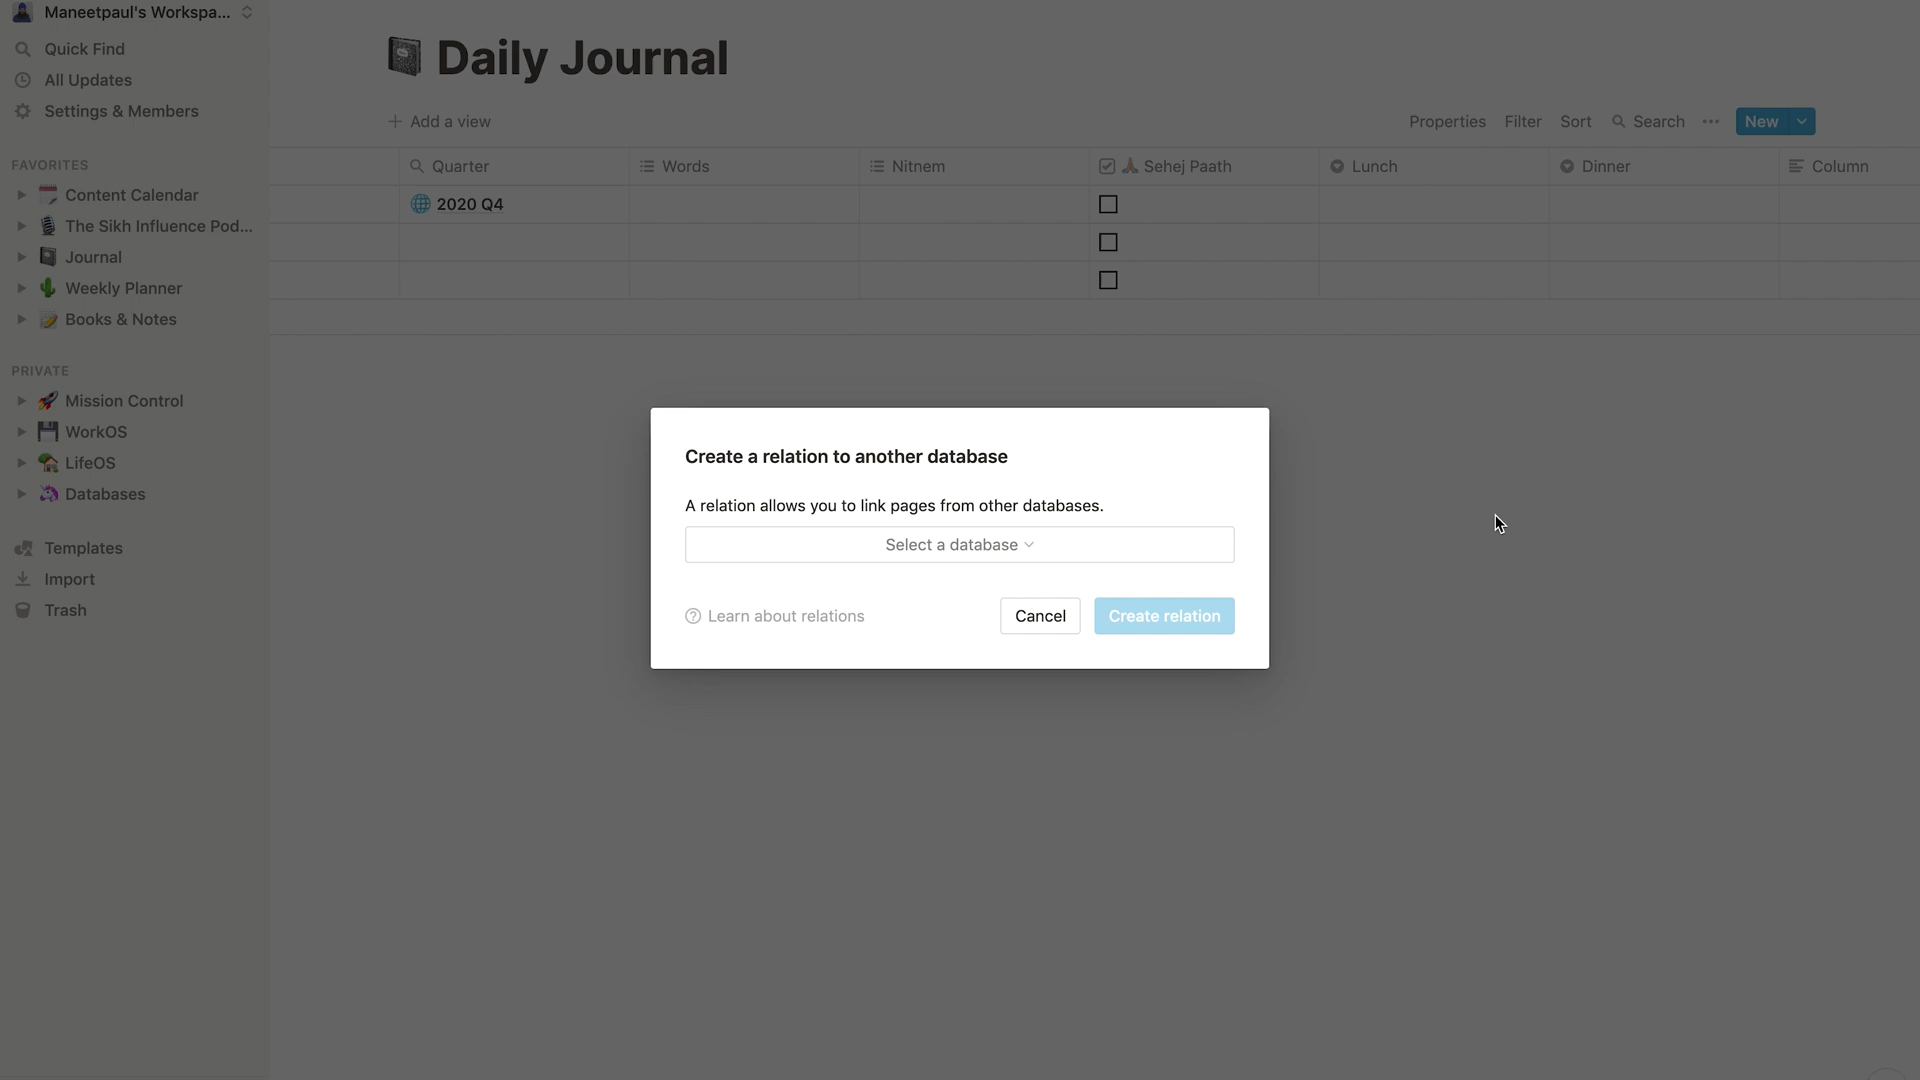 Maneetpaul's Workspa...
Quick Find
All Updates
Settings & Members
FAVORITES
Content Calendar
The Sikh Influence Pod...
Journal
Weekly Planner
Books & Notes
PRIVATE
Mission Control
WorkOS
LifeOS
Databases
Templates
Import
Trash
Daily Journal
Add a view
Properties Filter Sort Search ••• New
Quarter Words Nitnem Sehej Paath Lunch Dinner Column
2020 Q4
Create a relation to another database
A relation allows you to link pages from other databases.
Select a database
Learn about relations Cancel Create relation